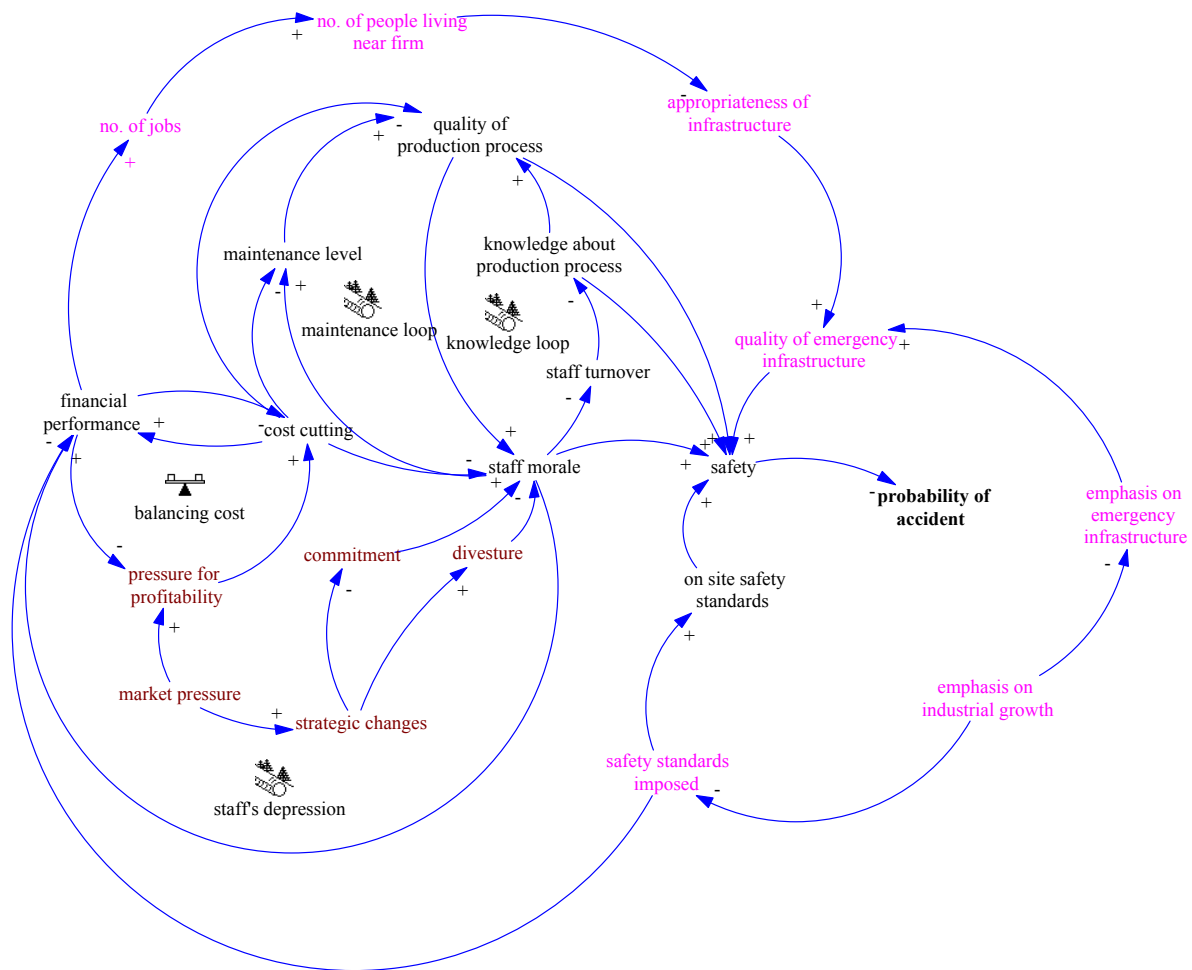 no. of people living
near firm
+
-
appropriateness of
infrastructure
no. of jobs
+
quality of
production process
+
-
+
maintenance level
-
+
maintenance loop
knowledge about
production process
-
knowledge loop
staff turnover
-
+
quality of emergency
infrastructure
+
financial
performance
-
+
+
-
cost cutting
+
balancing cost
-
pressure for
profitability
+
market pressure
+
strategic changes
commitment
-
divesture
+
+
-
staff morale
+
-
+
+
+
safety
+
-
probability of
accident
on site safety
standards
+
emphasis on
emergency
infrastructure
-
emphasis on
industrial growth
safety standards
imposed
-
staff's depression